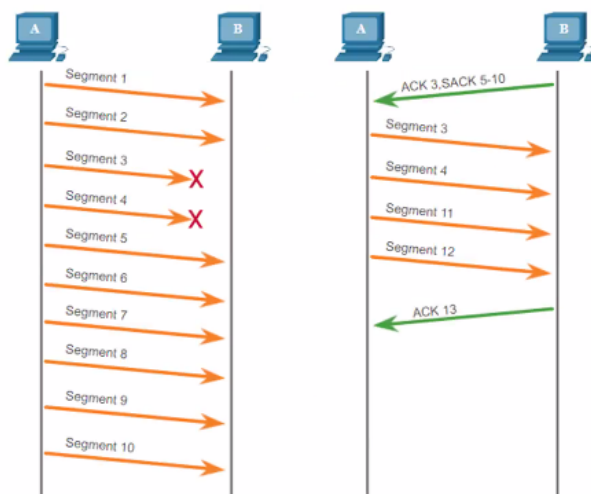 A
B
Segment 1
Segment 2
Segment 3
X
Segment 4
X
Segment 5
Segment 6
Segment 7
Segment 8
Segment 9
Segment 10
A
B
ACK 3,SACK 5-10
Segment 3
Segment 4
Segment 11
Segment 12
ACK 13